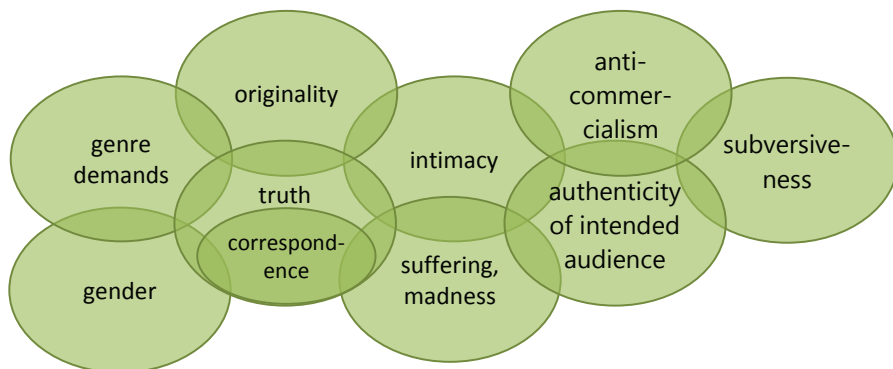 originality
anti-
commer-
cialism
genre
demands
intimacy
subversive-
ness
truth
authenticity
of intended
audience
correspond-
ence
suffering,
madness
gender